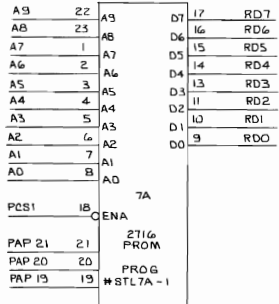 A9 22 A9 D7 17 RD7
A8 23 A8 D6 16 RD6
A7 1 A7 D5 15 RD5
A6 2 A6 D4 14 RD4
A5 3 A5 D3 13 RD3
A4 4 A4 D2 11 RD2
A3 5 A3 D1 10 RD1
A2 6 A2 D0 9 RD0
A1 7 A1
A0 8 A0
7A
PCS1 18 ENA
2716
PROM
PAP 21 21
PAP 20 20 PROG
PAP 19 19 #STL7A-1